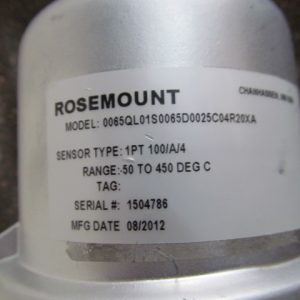 ROSEMOUNT
CHANHASSEN, MN USA
MODEL: 0065QL01S0065D0025C04R20XA
SENSOR TYPE: 1PT 100/A/4
RANGE: -50 TO 450 DEG C
TAG:
SERIAL #: 1504786
MFG DATE 08/2012